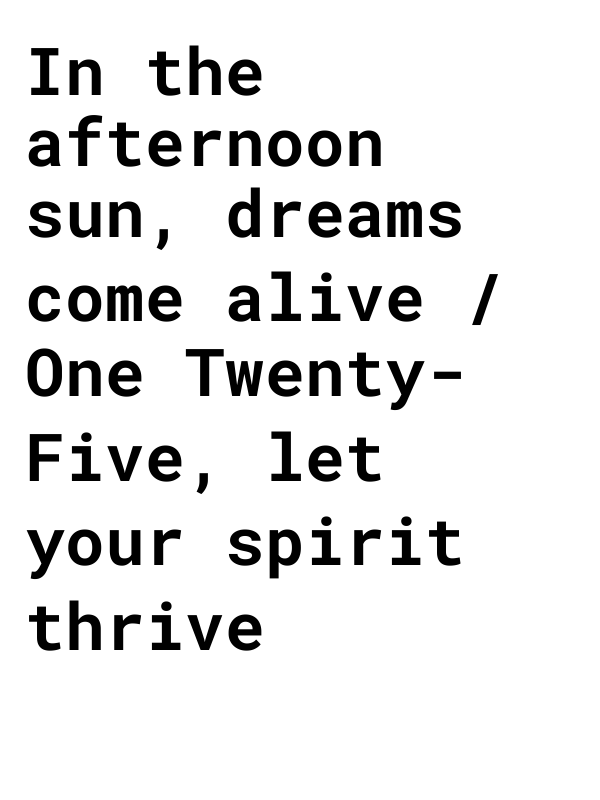 In the
afternoon
sun, dreams
come alive /
One Twenty-
Five, let
your spirit
thrive